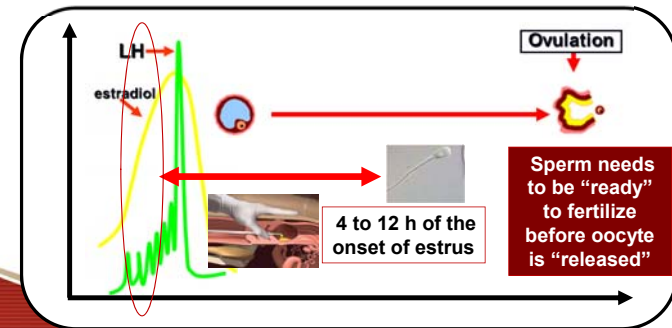 LH
estradiol
Ovulation
4 to 12 h of the
onset of estrus
Sperm needs
to be “ready”
to fertilize
before oocyte
is “released”